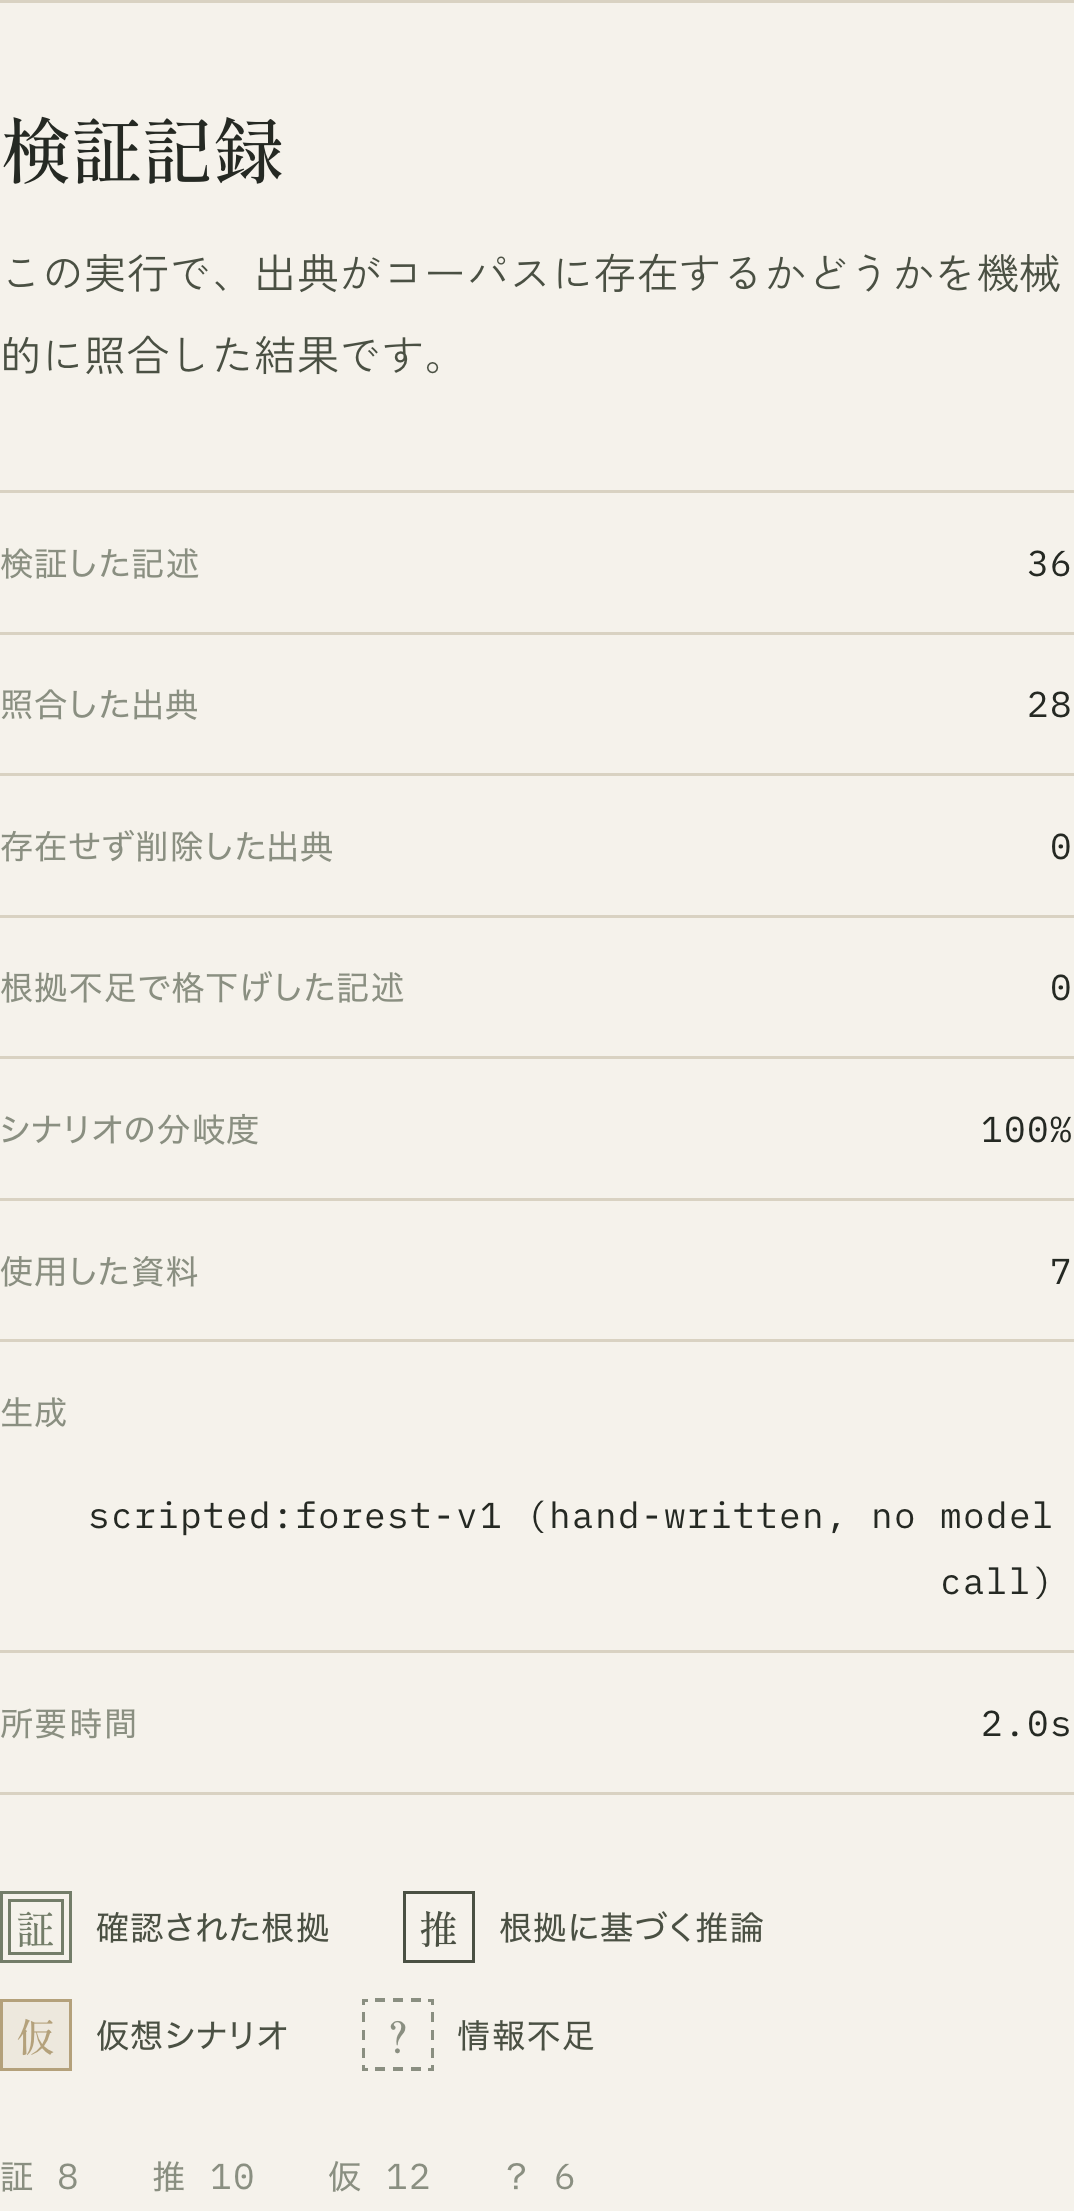 検証記録
この実行で、出典がコーパスに存在するかどうかを機械
的に照合した結果です。
検証した記述 36
照合した出典 28
存在せず削除した出典 0
根拠不足で格下げした記述 0
シナリオの分岐度 100%
使用した資料 7
生成
scripted:forest-v1 (hand-written, no model
call)
所要時間 2.0s
証 確認された根拠 推 根拠に基づく推論
仮 仮想シナリオ ? 情報不足
証 8 推 10 仮 12 ? 6